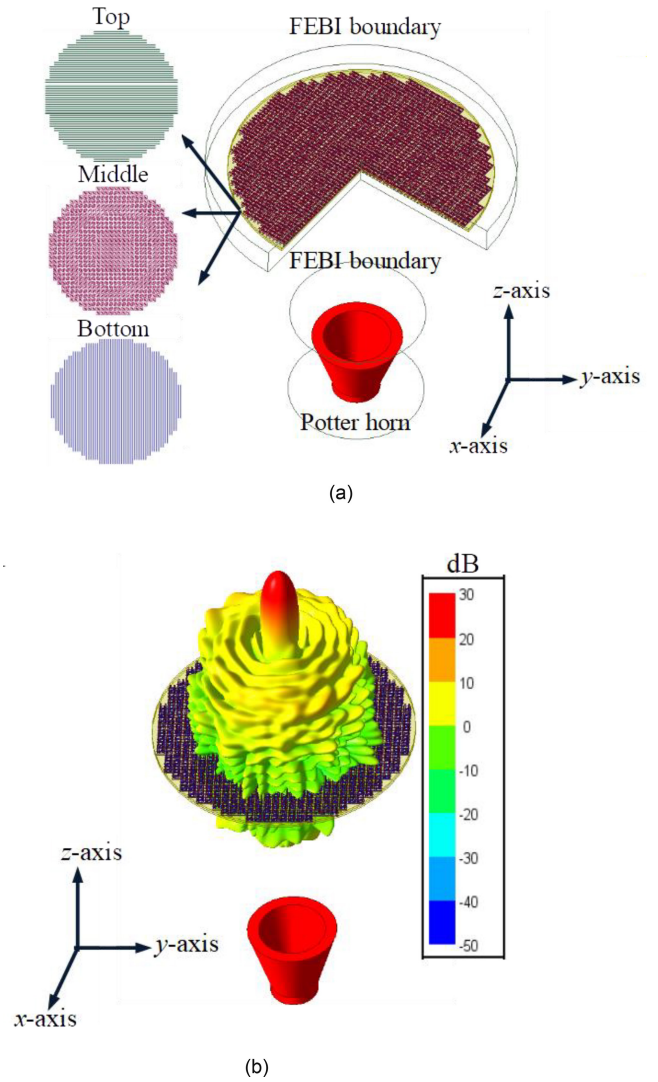 Top
FEBI boundary
Middle
FEBI boundary
Bottom
z-axis
y-axis
Potter horn
x-axis
(a)
dB
30
20
10
0
-10
-20
-30
-40
-50
z-axis
y-axis
x-axis
(b)